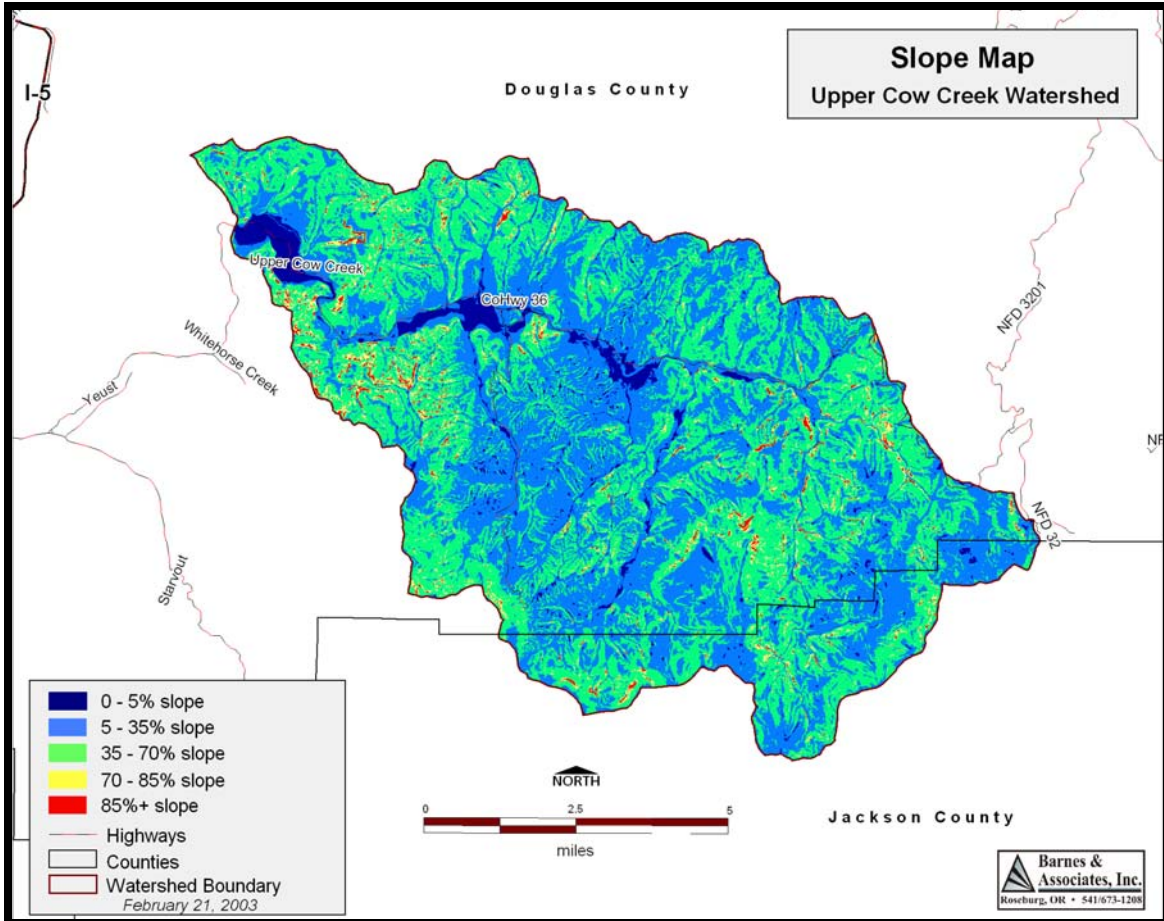 Slope Map
Upper Cow Creek Watershed
I-5
Douglas County
NFD 3201
Upper Cow Creek
CoHwy 36
Whitehorse Creek
Yeust
NF
NFD 32
Starvout
0 - 5% slope
5 - 35% slope
35 - 70% slope
70 - 85% slope
85%+ slope
Highways
Counties
Watershed Boundary
February 21, 2003
NORTH
0 2.5 5
miles
Jackson County
Barnes &
Associates, Inc.
Roseburg, OR • 541/673-1208